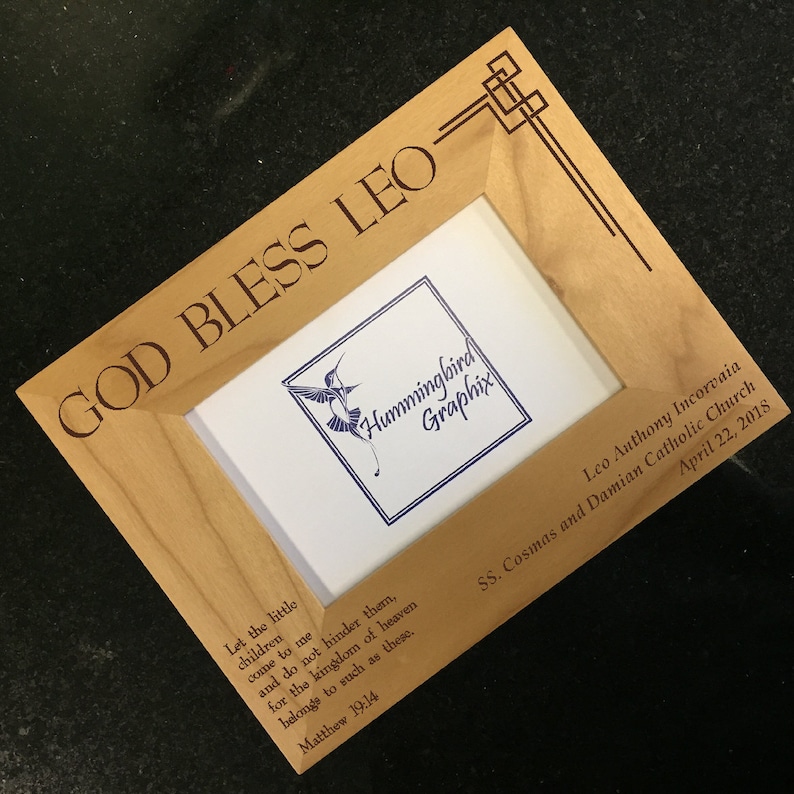 GOD BLESS LEO
Hummingbird
Graphix
Leo Authony Incorvaia
SS. Cosmas and Damian Catholic Church
April 22, 2018
Let the little
children
come to me
and do not hinder them,
for the kingdom of heaven
belongs to such as these.
Matthew 19:14